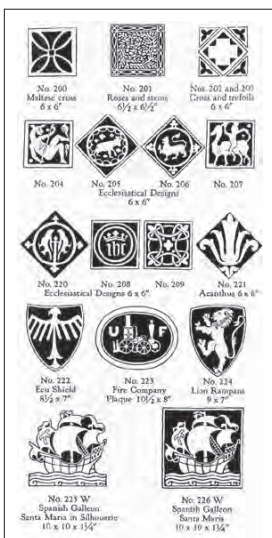 No. 200
Maltese cross
6 x 6"
No. 201
Roses and stems
6½ x 6½"
Nos. 202 and 203
Cross and trefoils
6 x 6"
No. 204
No. 205
No. 206
No. 207
Ecclesiastical Designs
6 x 6"
ihc
No. 220
No. 208
No. 209
No. 221
Ecclesiastical Designs 6 x 6"
Acanthus 6 x 6"
U F
No. 222
Ecu Shield
8½ x 7"
No. 223
Fire Company
Plaque 10½ x 8"
No. 224
Lion Rampant
9 x 7"
No. 225 W
Spanish Galleon
Santa Maria in Silhouette
10 x 10 x 1¼"
No. 226 W
Spanish Galleon
Santa Maria
10 x 10 x 1¼"